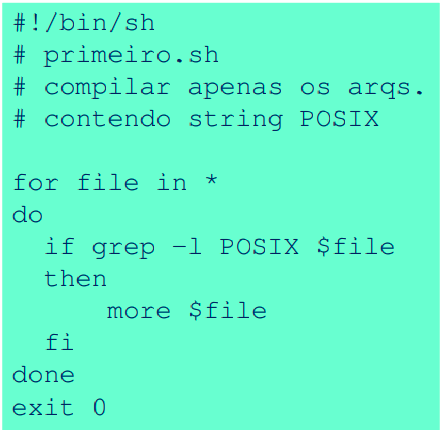 #!/bin/sh
# primeiro.sh
# compilar apenas os arqs.
# contendo string POSIX
for file in *
do
if grep –l POSIX $file
then
more $file
fi
done
exit 0